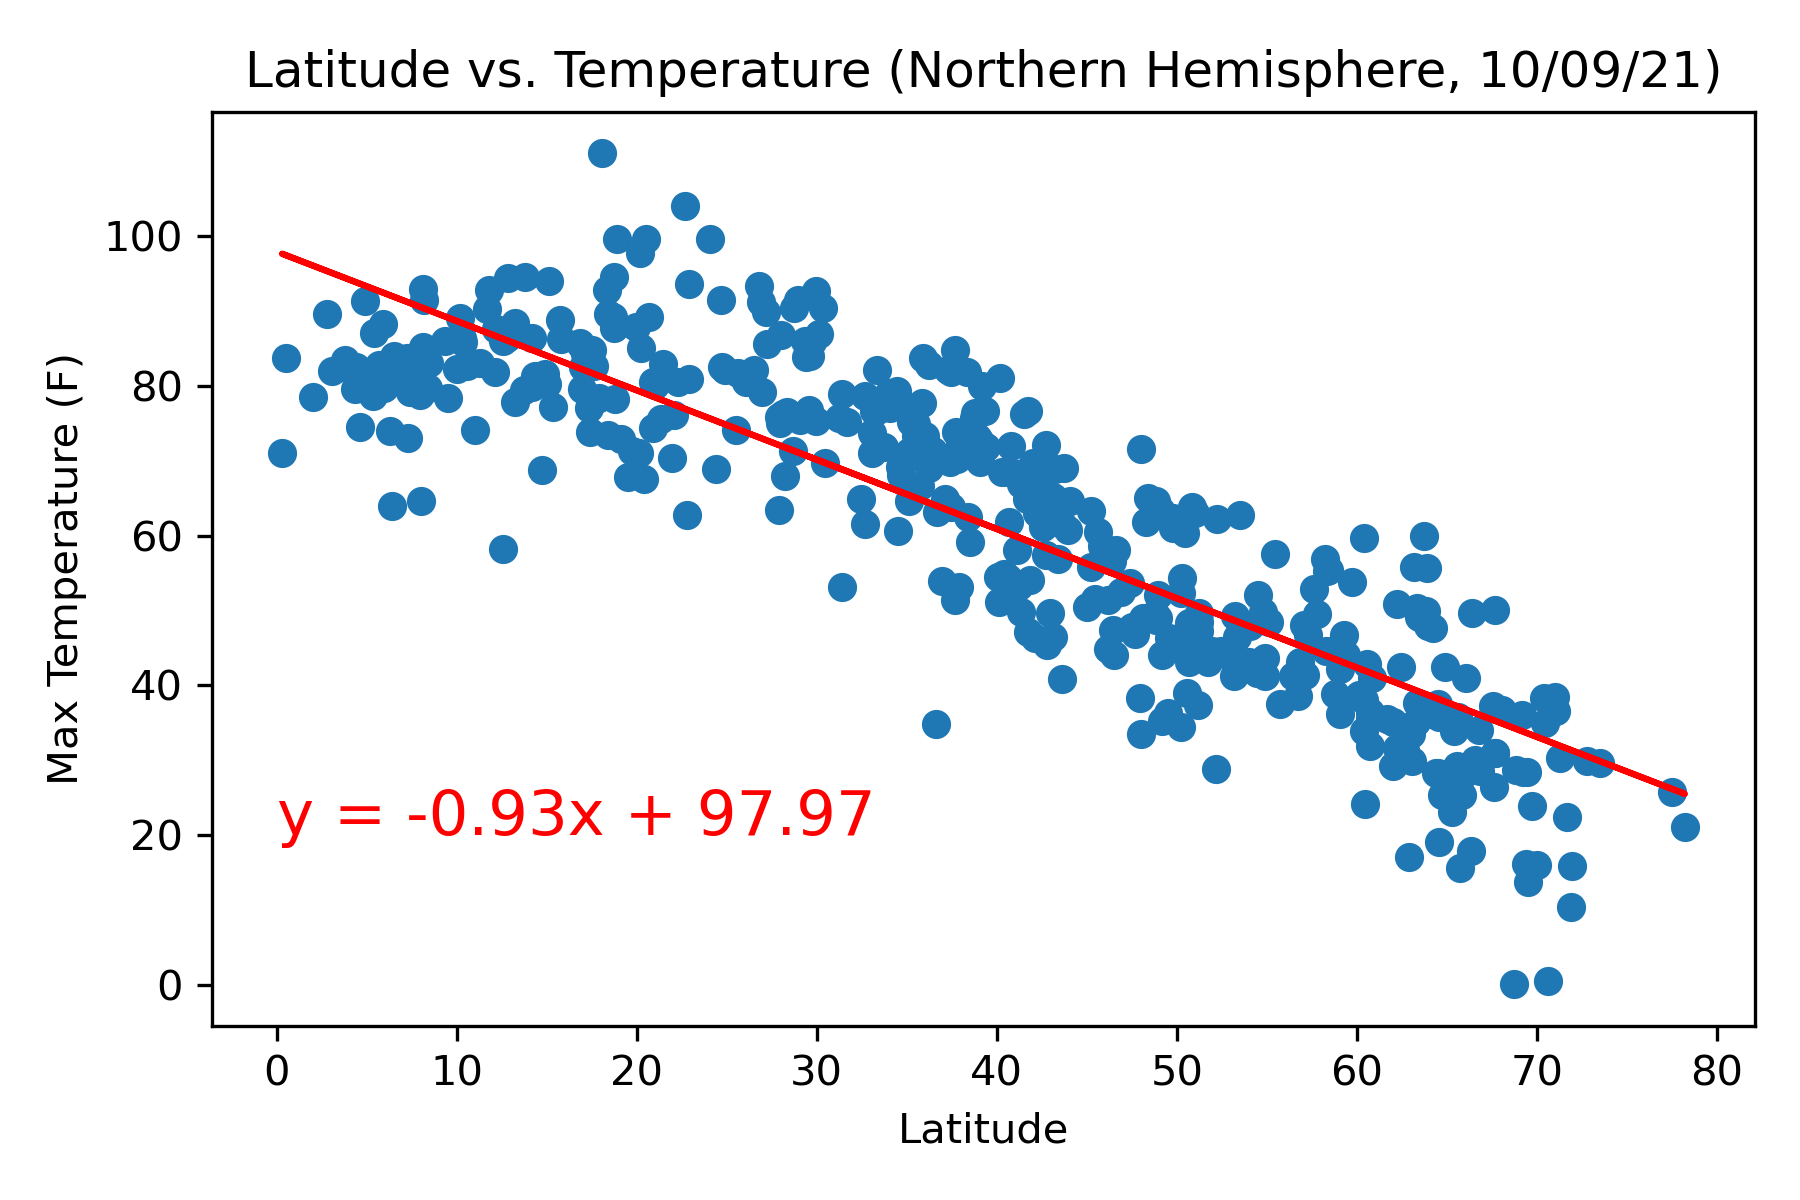 Latitude vs. Temperature (Northern Hemisphere, 10/09/21)
Max Temperature (F)
100
80
60
40
20
0
y = -0.93x + 97.97
0 10 20 30 40 50 60 70 80
Latitude